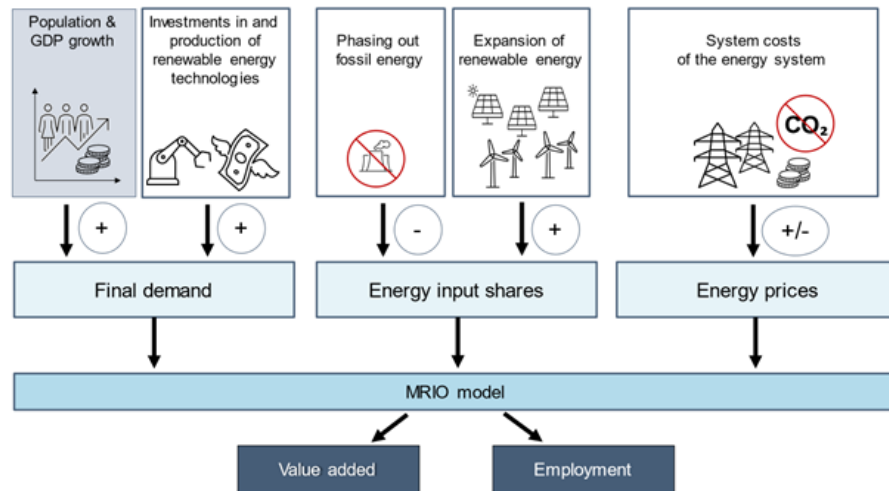 Population &
GDP growth
Investments in and
production of
renewable energy
technologies
Phasing out
fossil energy
Expansion of
renewable energy
System costs
of the energy system
CO₂
+
+
-
+
+/-
Final demand
Energy input shares
Energy prices
MRIO model
Value added
Employment